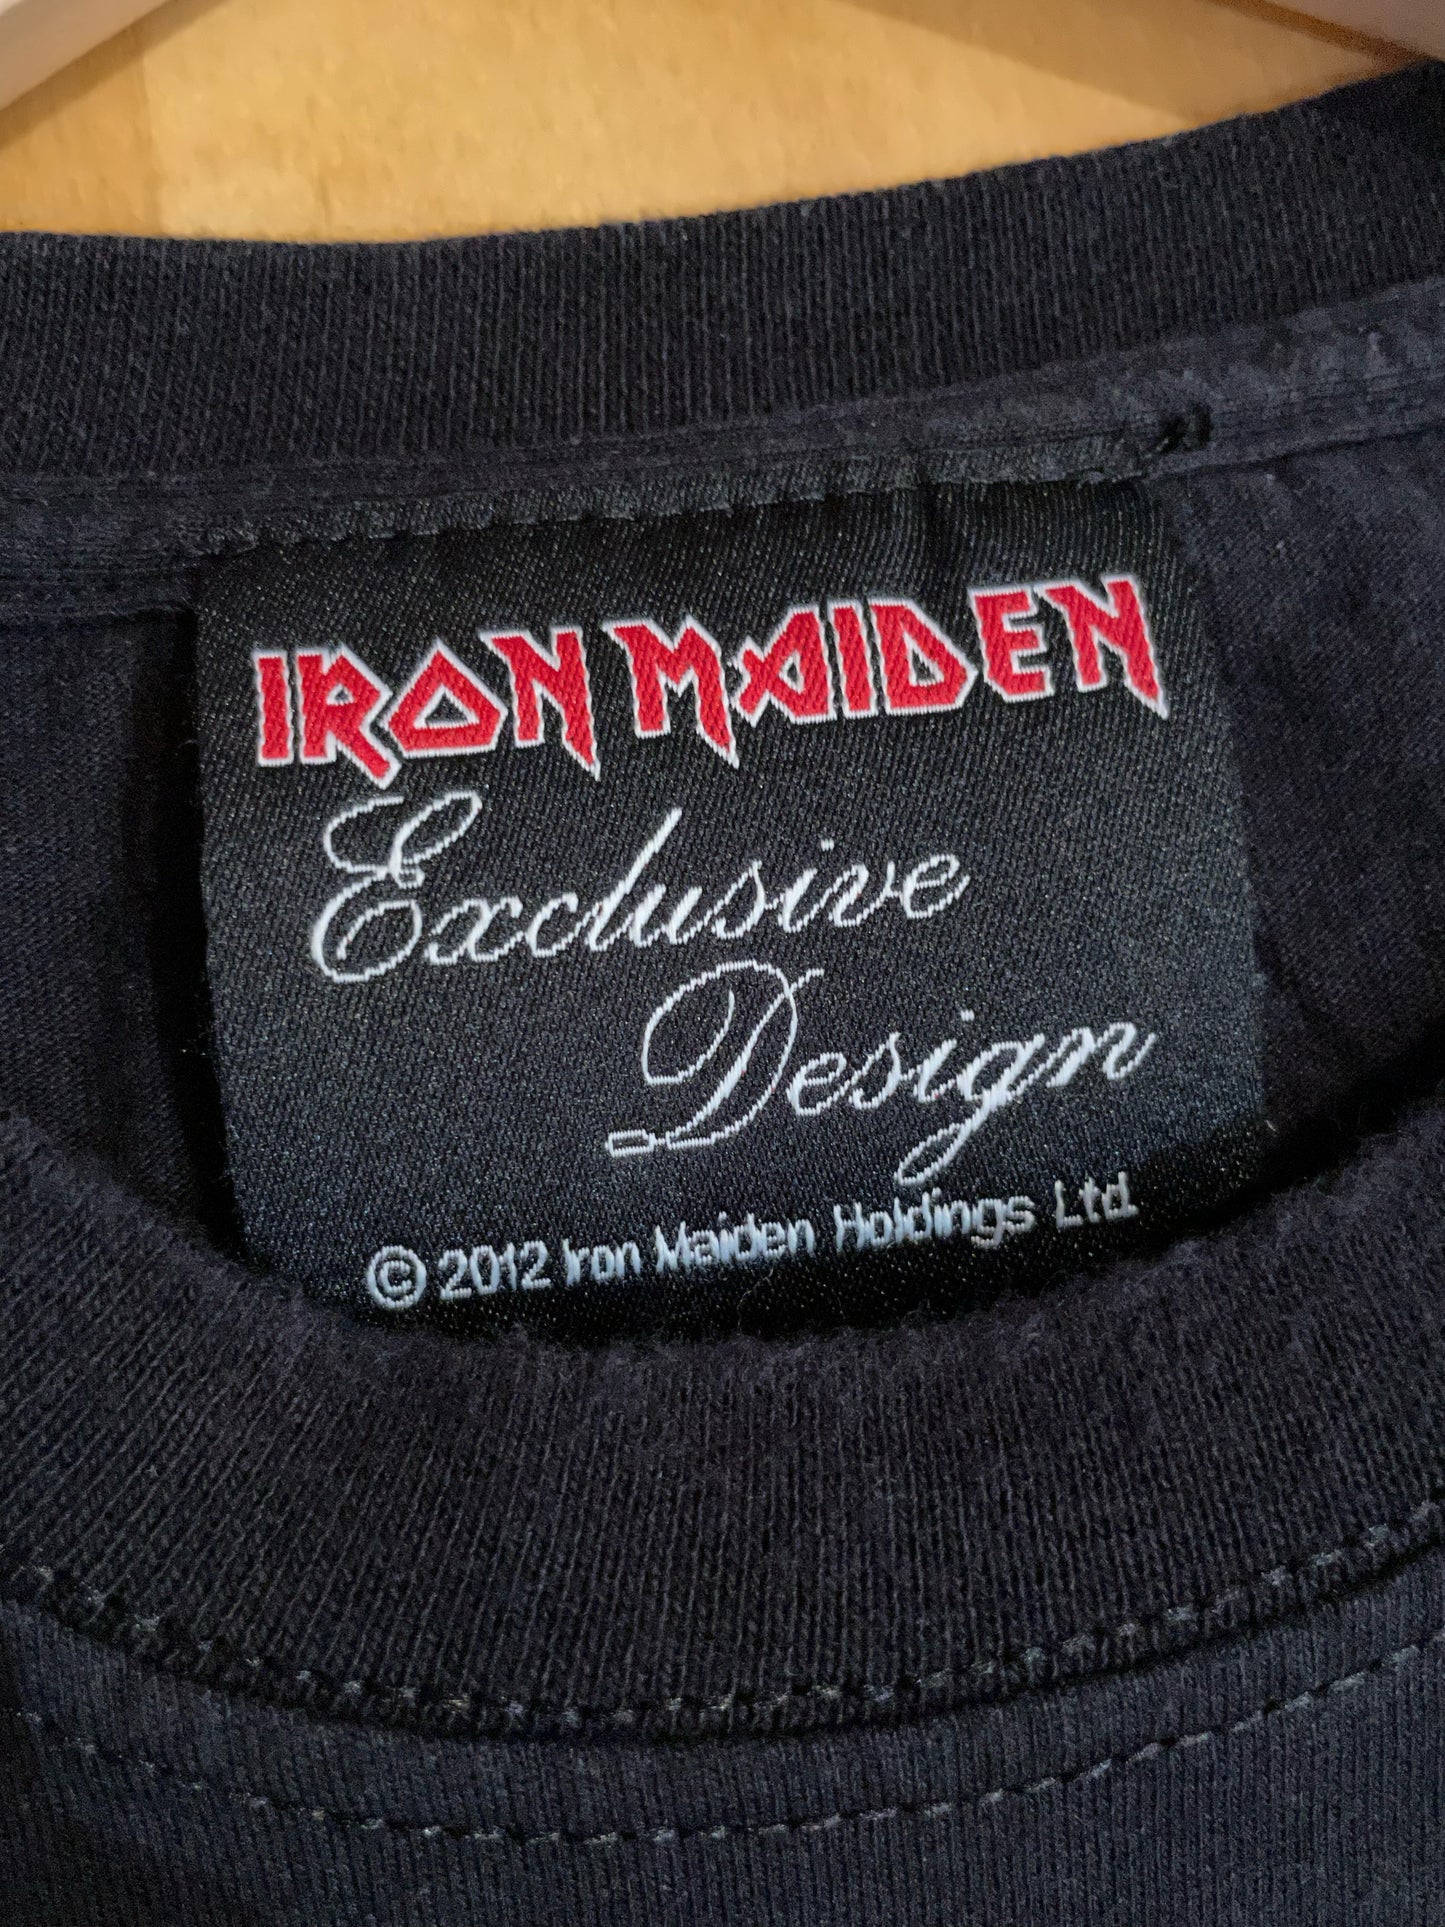 IRON MAIDEN
Exclusive
Design
© 2012 Iron Maiden Holdings Ltd.